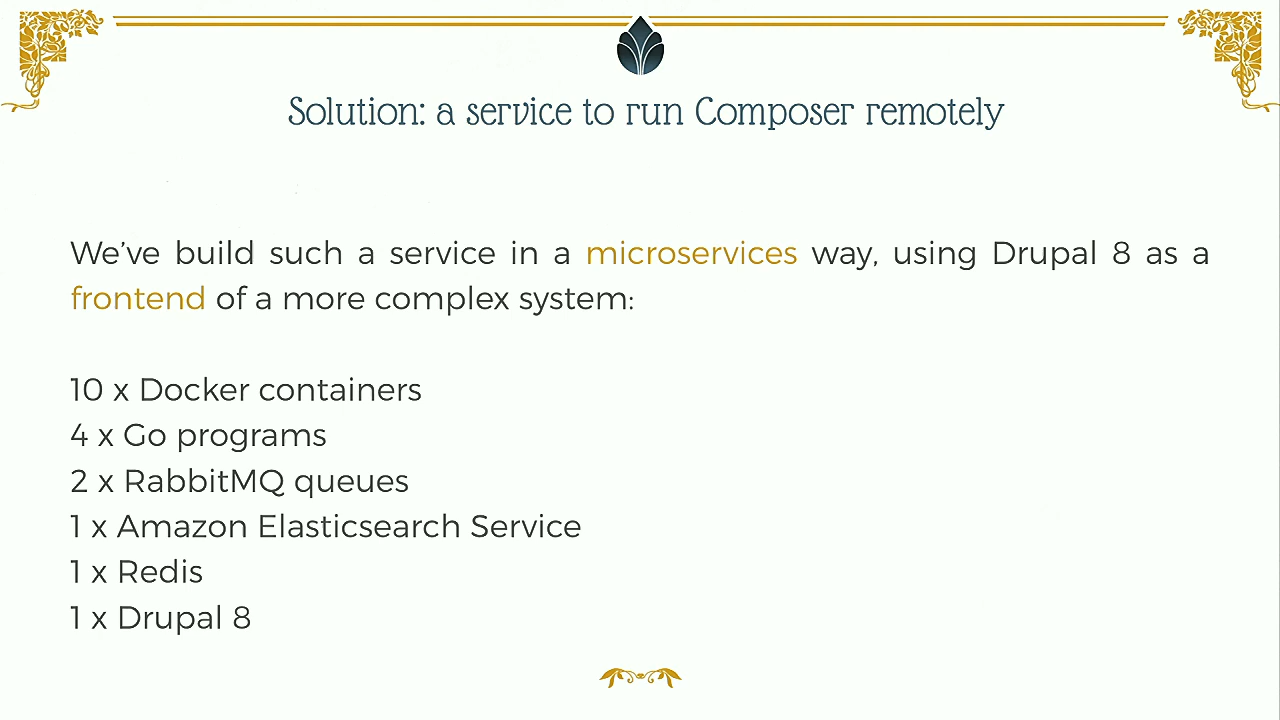 Solution: a service to run Composer remotely
We've build such a service in a microservices way, using Drupal 8 as a
frontend of a more complex system:
10 x Docker containers
4 x Go programs
2 x RabbitMQ queues
1 x Amazon Elasticsearch Service
1 x Redis
1 x Drupal 8